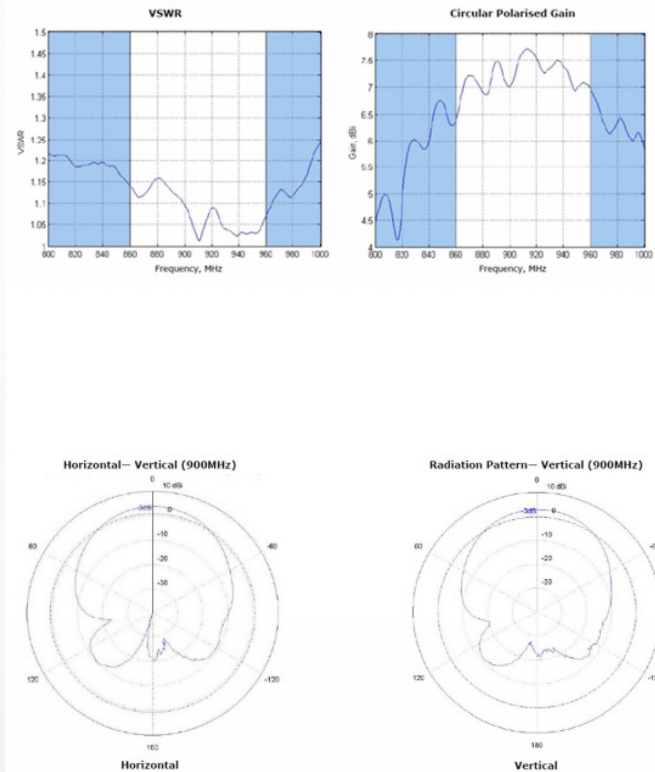 VSWR
1.5
1.45
1.4
1.35
1.3
1.25
1.2
1.15
1.1
1.05
1
VSWR
800 820 840 860 880 900 920 940 960 980 1000
Frequency, MHz
Circular Polarised Gain
8
7.5
7
6.5
6
5.5
5
4.5
4
Gain, dBi
800 820 840 860 880 900 920 940 960 980 1000
Frequency, MHz
Horizontal— Vertical (900MHz)
0
10 dBi
-3dB
0
-10
-20
-30
60
-60
120
-120
180
Horizontal
Radiation Pattern— Vertical (900MHz)
0
10 dBi
-3dB
0
-10
-20
-30
60
120
180
Vertical